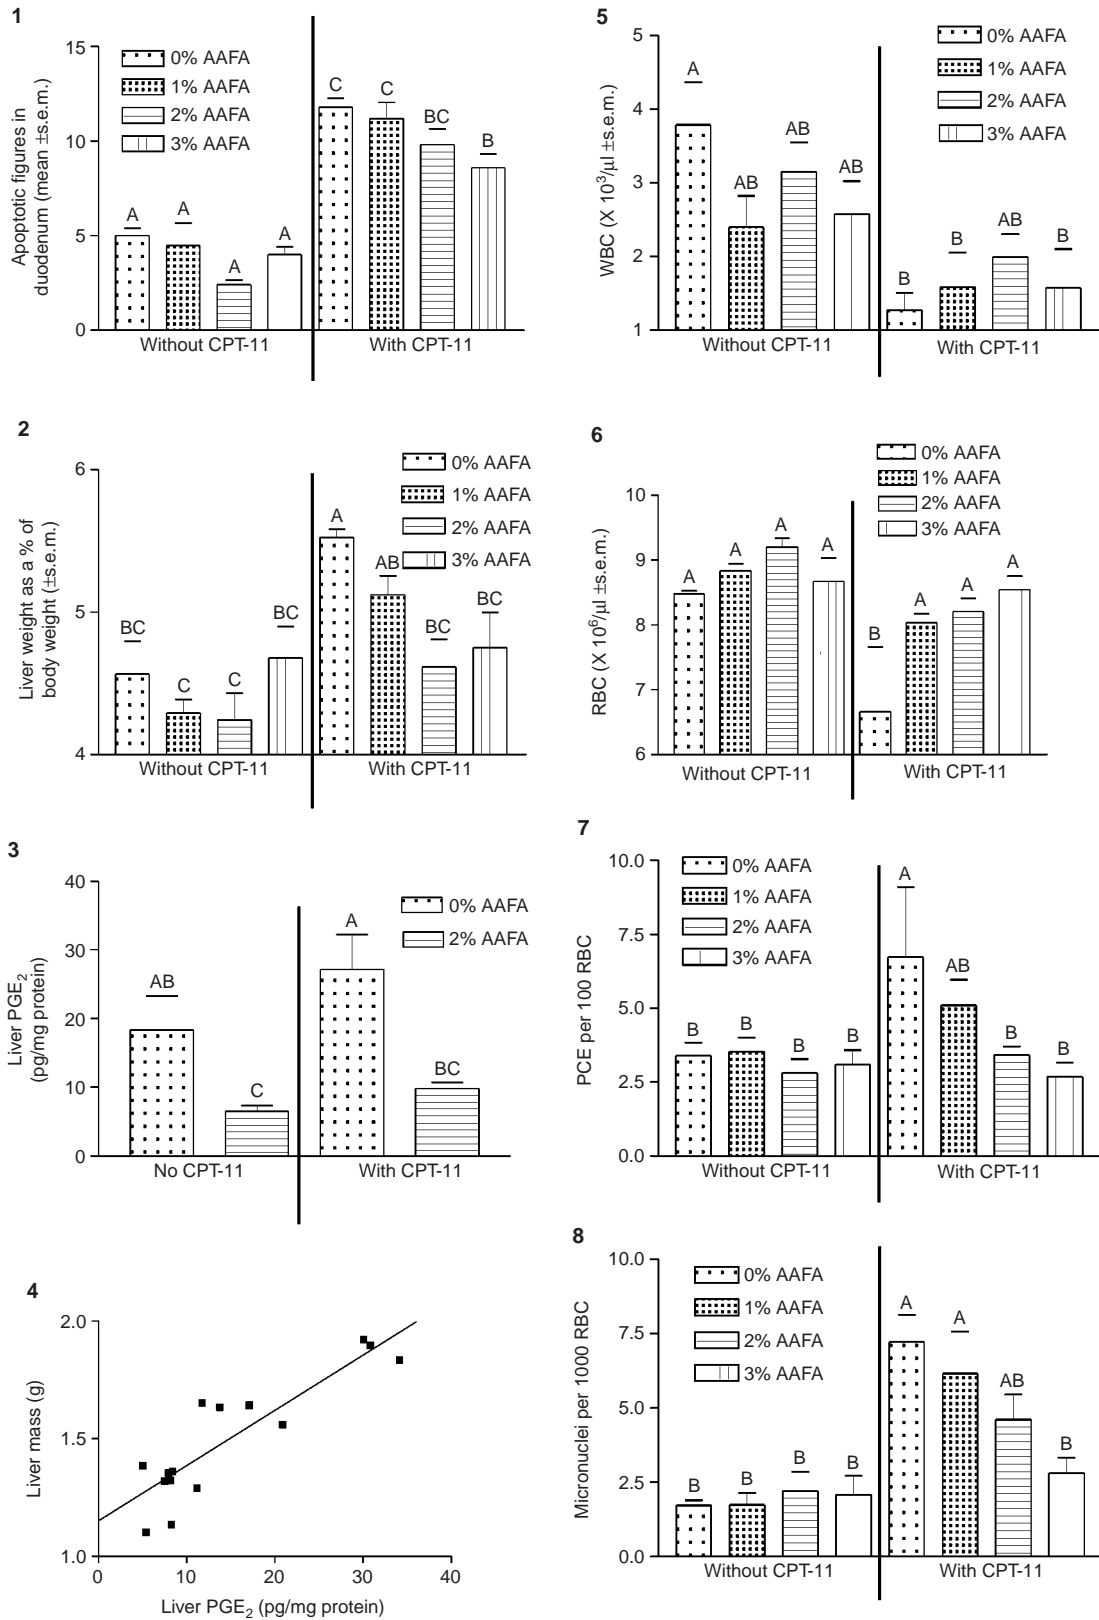 1
Apoptotic figures in
duodenum (mean ±s.e.m.)
15
10
5
0
0% AAFA
1% AAFA
2% AAFA
3% AAFA
A
A
A
A
C
C
BC
B
Without CPT-11
With CPT-11
2
Liver weight as a % of
body weight (±s.e.m.)
6
5
4
0% AAFA
1% AAFA
2% AAFA
3% AAFA
BC
C
C
BC
A
AB
BC
BC
Without CPT-11
With CPT-11
3
Liver PGE2
(pg/mg protein)
40
30
20
10
0
0% AAFA
2% AAFA
AB
C
A
BC
No CPT-11
With CPT-11
4
Liver mass (g)
2.0
1.5
1.0
0
10
20
30
40
Liver PGE2 (pg/mg protein)
5
WBC (X 10³/µl ±s.e.m.)
5
4
3
2
1
0% AAFA
1% AAFA
2% AAFA
3% AAFA
A
AB
AB
AB
B
B
AB
B
Without CPT-11
With CPT-11
6
RBC (X 10⁶/µl ±s.e.m.)
10
9
8
7
6
0% AAFA
1% AAFA
2% AAFA
3% AAFA
A
A
A
A
B
A
A
A
Without CPT-11
With CPT-11
7
PCE per 100 RBC
10.0
7.5
5.0
2.5
0.0
0% AAFA
1% AAFA
2% AAFA
3% AAFA
B
B
B
B
A
AB
B
B
Without CPT-11
With CPT-11
8
Micronuclei per 1000 RBC
10.0
7.5
5.0
2.5
0.0
0% AAFA
1% AAFA
2% AAFA
3% AAFA
B
B
B
B
A
A
AB
B
Without CPT-11
With CPT-11